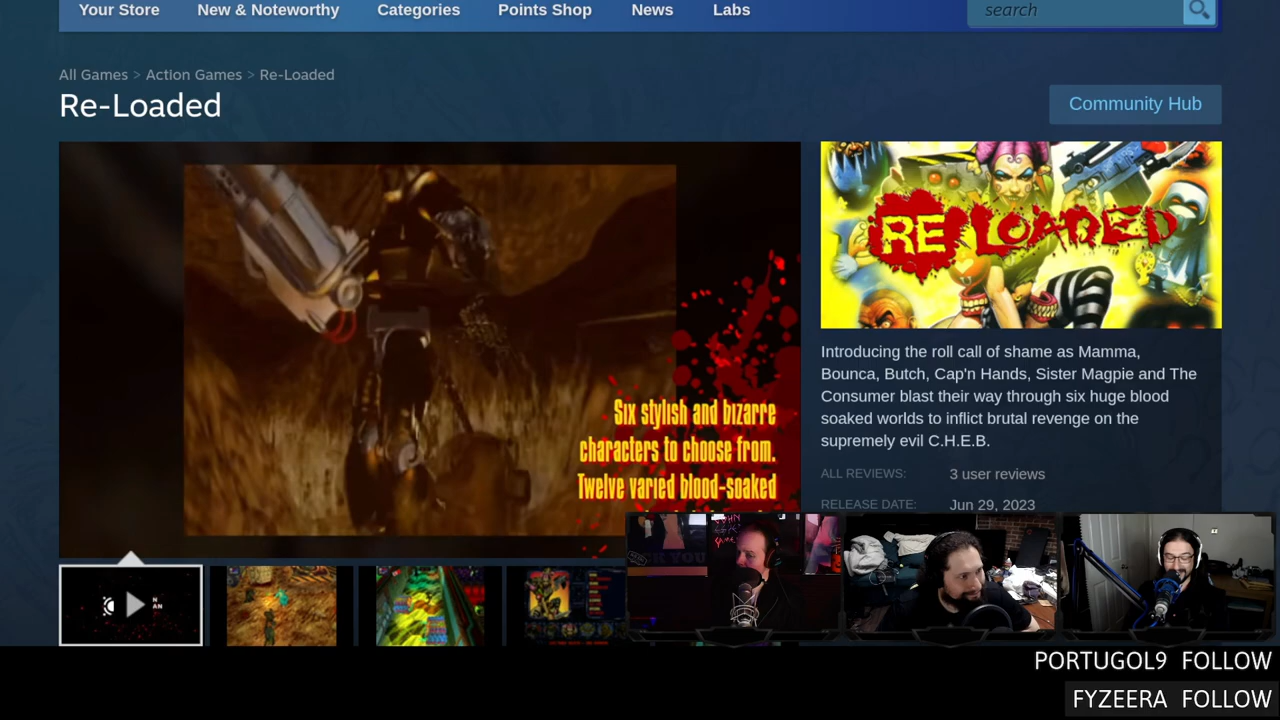 Your Store
New & Noteworthy
Categories
Points Shop
News
Labs
search
All Games > Action Games > Re-Loaded
Re-Loaded
Community Hub
RE LOADED
Introducing the roll call of shame as Mamma,
Bounca, Butch, Cap'n Hands, Sister Magpie and The
Consumer blast their way through six huge blood
soaked worlds to inflict brutal revenge on the
supremely evil C.H.E.B.
ALL REVIEWS: 3 user reviews
RELEASE DATE: Jun 29, 2023
Six stylish and bizarre
characters to choose from.
Twelve varied blood-soaked
PORTUGOL9 FOLLOW
FYZEERA FOLLOW